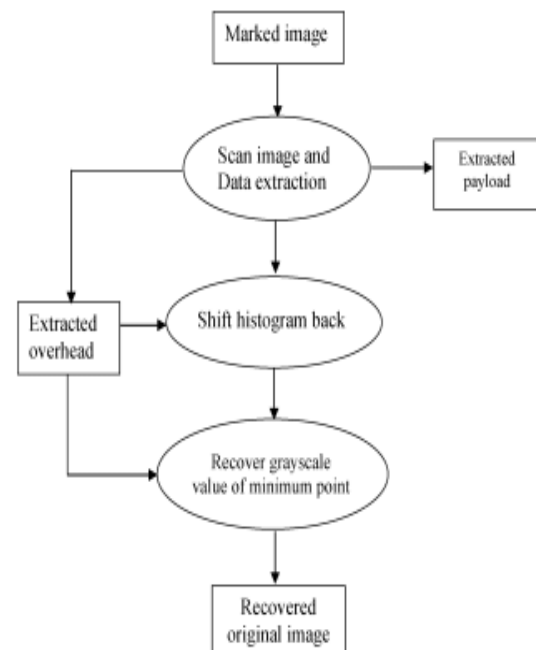 Marked image
Scan image and
Data extraction
Extracted
payload
Extracted
overhead
Shift histogram back
Recover grayscale
value of minimum point
Recovered
original image